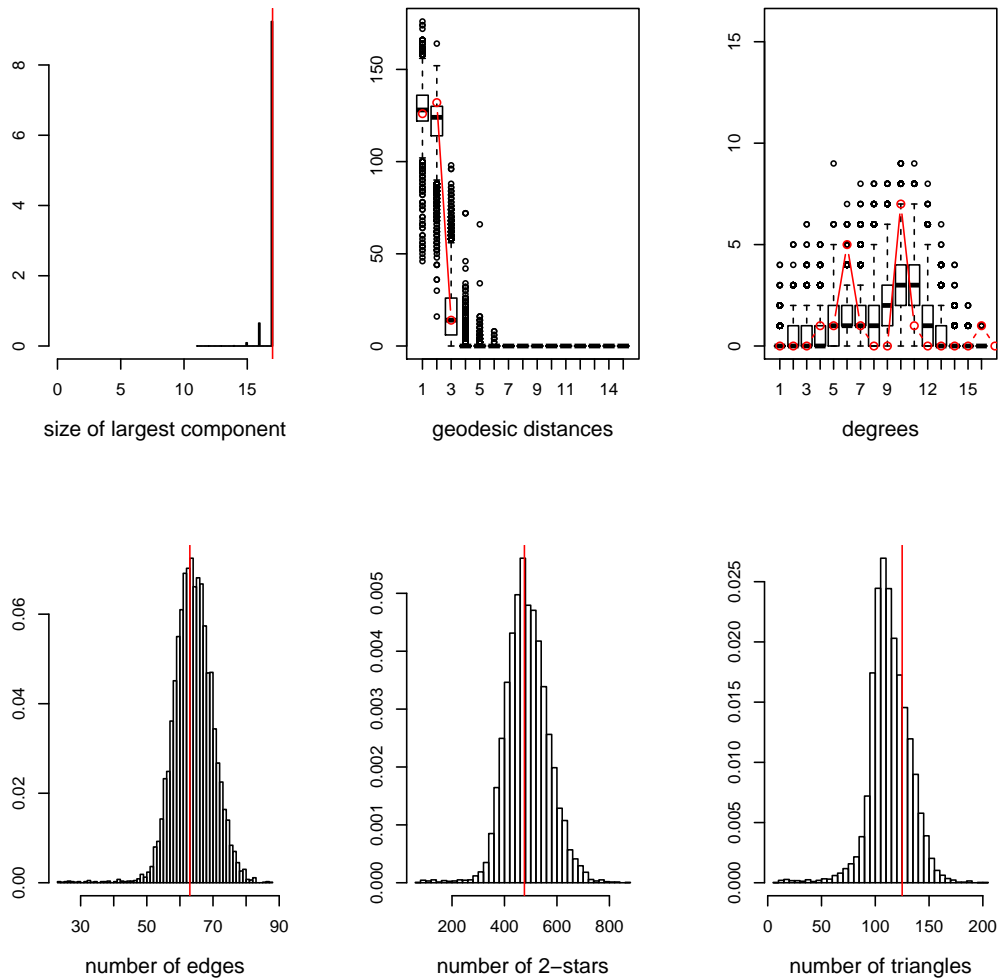 0 2 4 6 8
0 5 10 15
size of largest component
0 50 100 150
1 3 5 7 9 11 14
geodesic distances
0 5 10 15
1 3 5 7 9 12 15
degrees
0.00 0.02 0.04 0.06
30 50 70 90
number of edges
0.000 0.001 0.002 0.003 0.004 0.005
200 400 600 800
number of 2−stars
0.000 0.005 0.010 0.015 0.020 0.025
0 50 100 150 200
number of triangles